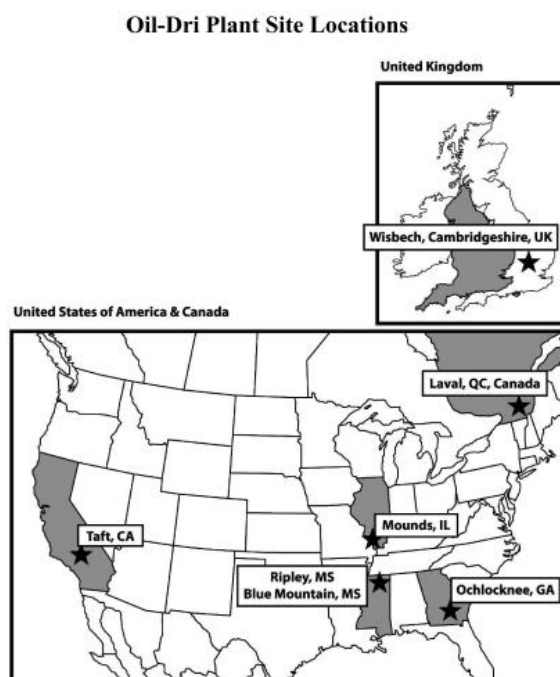 Oil-Dri Plant Site Locations
United Kingdom
Wisbech, Cambridgeshire, UK
United States of America & Canada
Laval, QC, Canada
Mounds, IL
Taft, CA
Ripley, MS
Blue Mountain, MS
Ochlocknee, GA